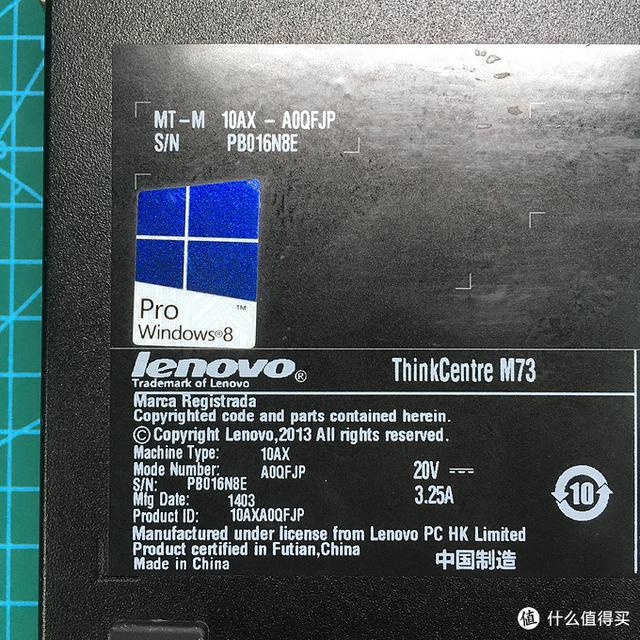 MT-M 10AX - A0QFJP
S/N PB016N8E
Pro ™
Windows®8
lenovo®
Trademark of Lenovo
ThinkCentre M73
Marca Registrada
Copyrighted code and parts contained herein.
©Copyright Lenovo,2013 All rights reserved.
Machine Type: 10AX
Mode Number: A0QFJP
S/N: PB016N8E
Mfg Date: 1403
Product ID: 10AXA0QFJP
20V ⎓
3.25A
10
Manufactured under license from Lenovo PC HK Limited
Product certified in Futian,China
Made in China
中国制造
值 什么值得买